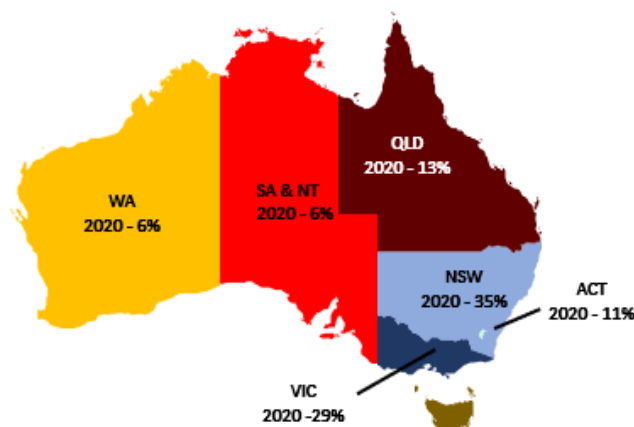 QLD
2020 - 13%
WA
2020 - 6%
SA & NT
2020 - 6%
NSW
2020 - 35%
ACT
2020 - 11%
VIC
2020 -29%